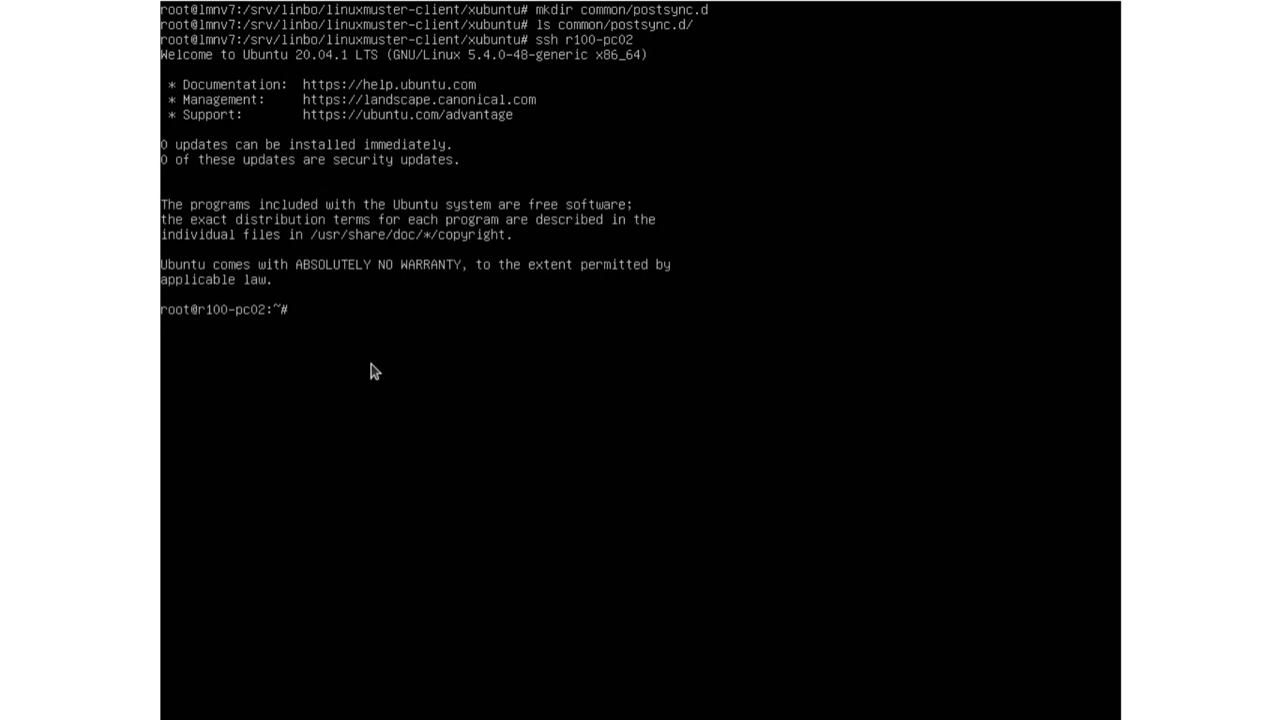 root@lmnv7:/srv/linbo/linuxmuster-client/xubuntu# mkdir common/postsync.d
root@lmnv7:/srv/linbo/linuxmuster-client/xubuntu# ls common/postsync.d/
root@lmnv7:/srv/linbo/linuxmuster-client/xubuntu# ssh r100-pc02
Welcome to Ubuntu 20.04.1 LTS (GNU/Linux 5.4.0-48-generic x86_64)
* Documentation:  https://help.ubuntu.com
* Management:     https://landscape.canonical.com
* Support:        https://ubuntu.com/advantage
0 updates can be installed immediately.
0 of these updates are security updates.
The programs included with the Ubuntu system are free software;
the exact distribution terms for each program are described in the
individual files in /usr/share/doc/*/copyright.
Ubuntu comes with ABSOLUTELY NO WARRANTY, to the extent permitted by
applicable law.
root@r100-pc02:~#